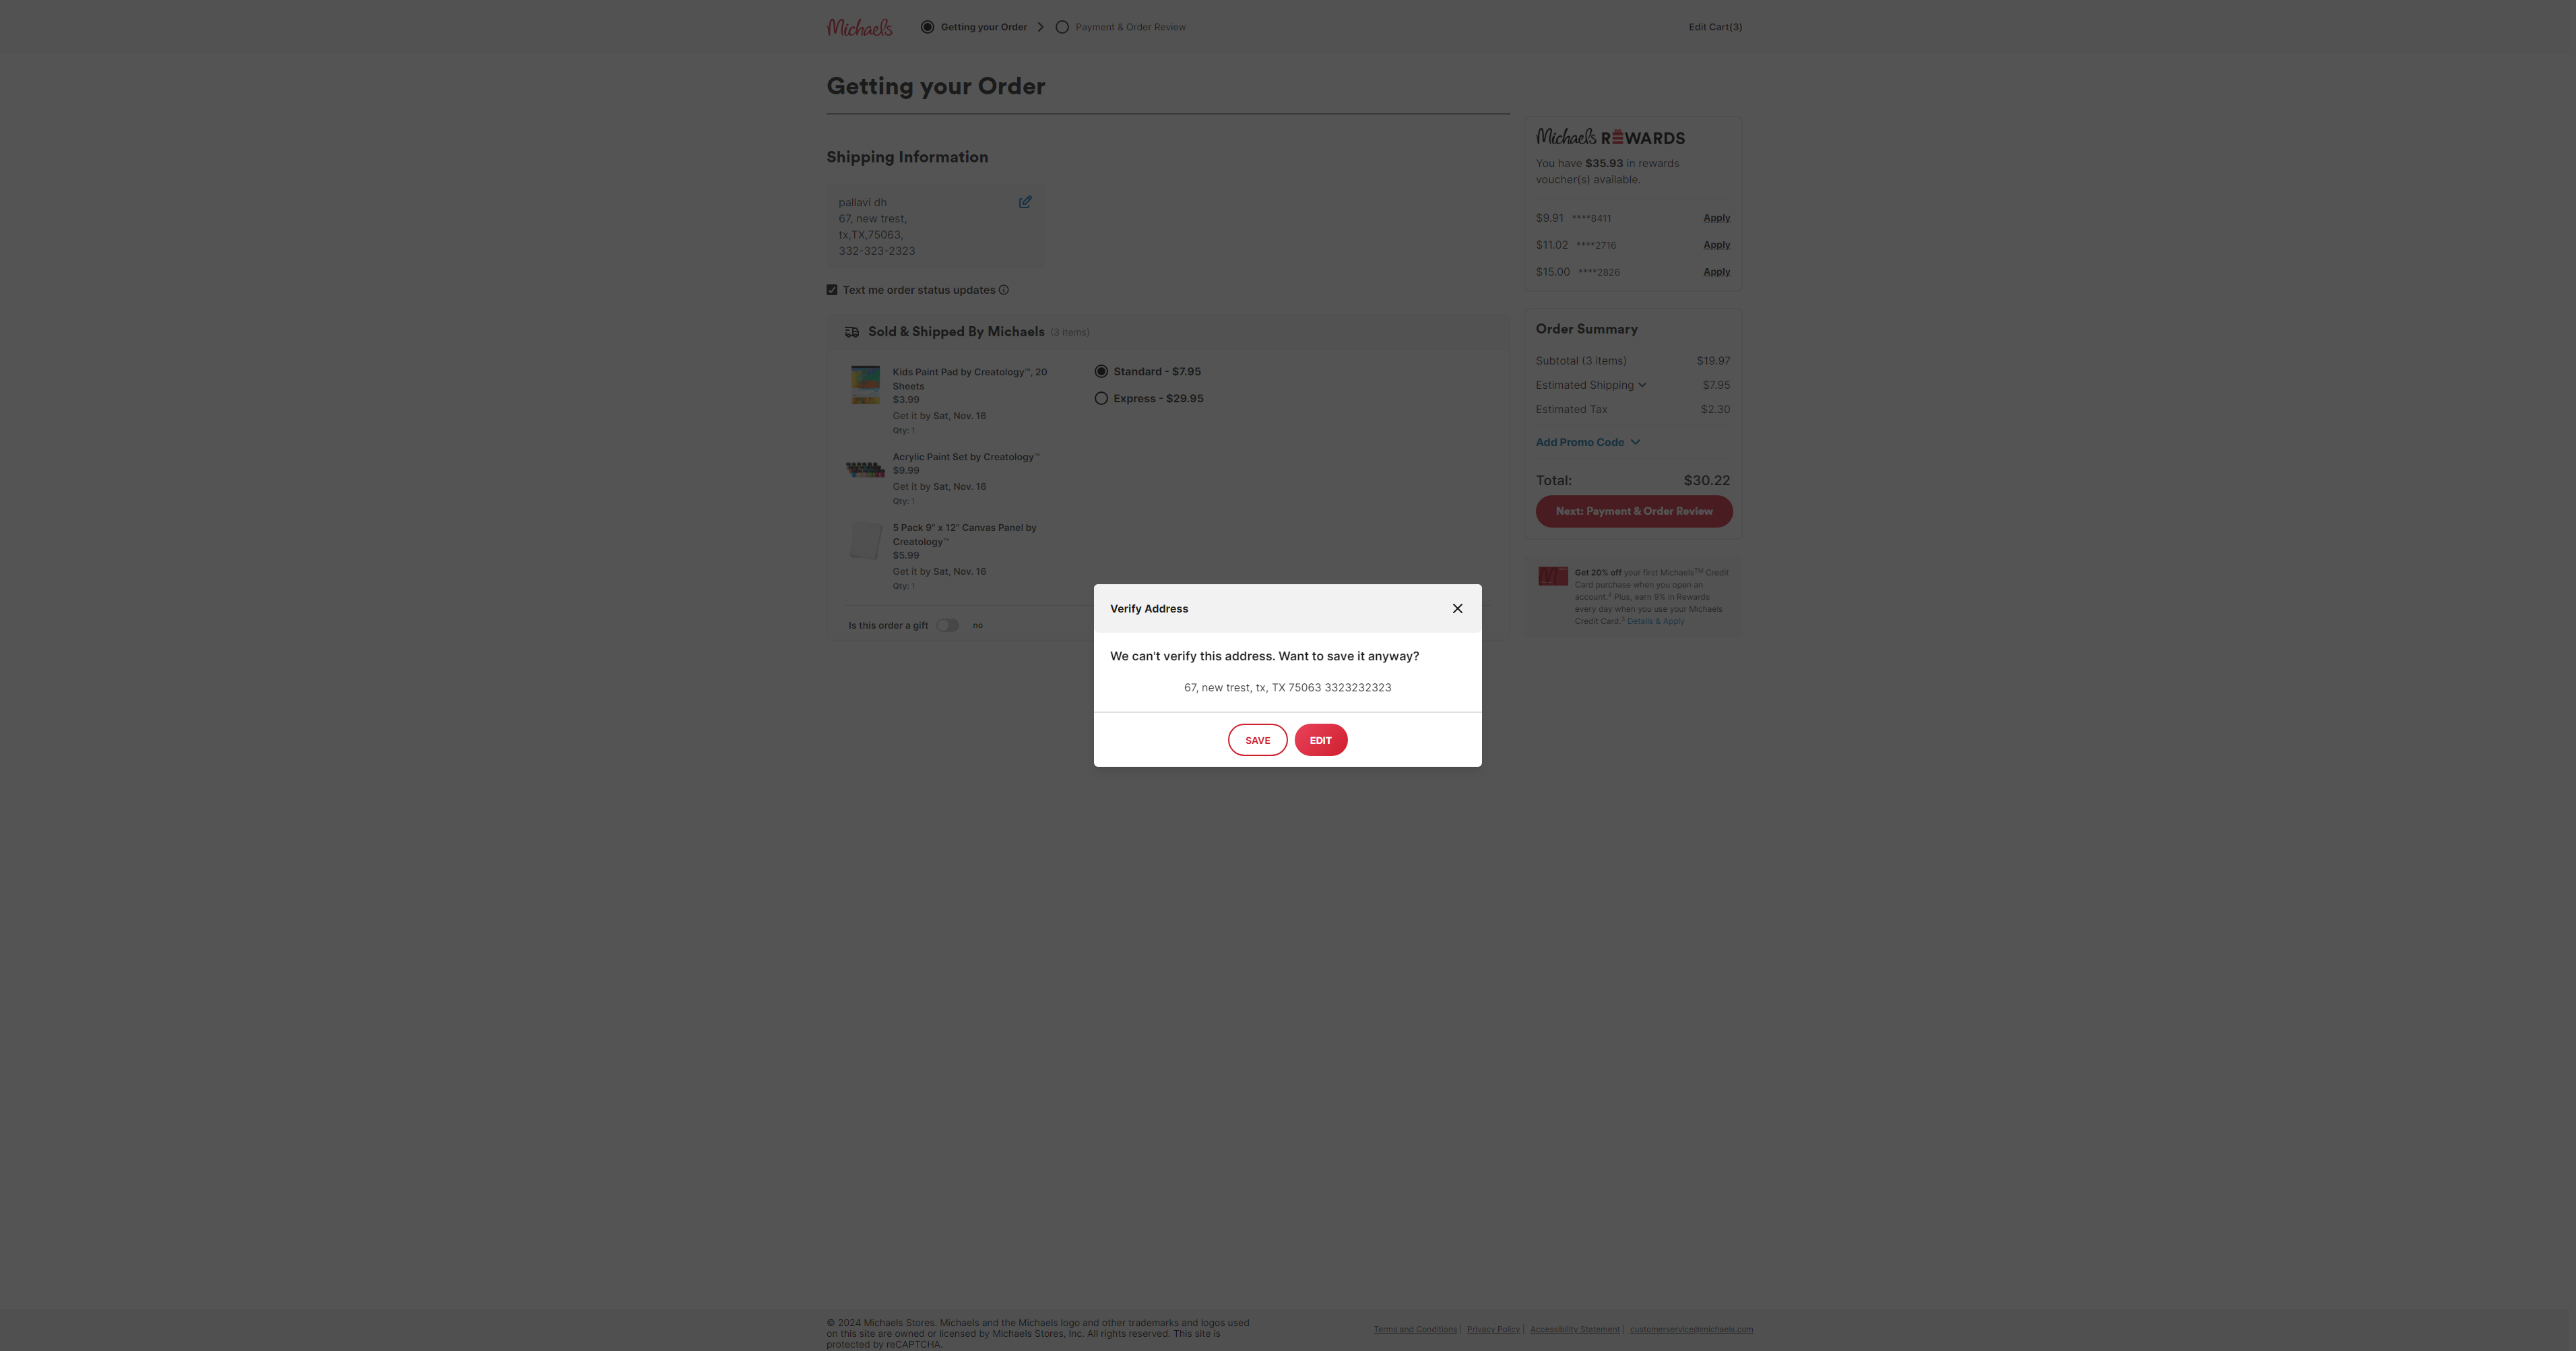 Michaels
Getting your Order
Payment & Order Review
Edit Cart(3)
Getting your Order
Shipping Information
pallavi dh
67, new trest,
tx,TX,75063,
332-323-2323
Text me order status updates
Sold & Shipped By Michaels (3 items)
Kids Paint Pad by Creatology™, 20
Sheets
$3.99
Get it by Sat, Nov. 16
Qty: 1
Acrylic Paint Set by Creatology™
$9.99
Get it by Sat, Nov. 16
Qty: 1
5 Pack 9" x 12" Canvas Panel by
Creatology™
$5.99
Get it by Sat, Nov. 16
Qty: 1
Standard - $7.95
Express - $29.95
Is this order a gift no
Michaels REWARDS
You have $35.93 in rewards
voucher(s) available.
$9.91 ****8411 Apply
$11.02 ****2716 Apply
$15.00 ****2826 Apply
Order Summary
Subtotal (3 items) $19.97
Estimated Shipping $7.95
Estimated Tax $2.30
Add Promo Code
Total: $30.22
Next: Payment & Order Review
Get 20% off your first Michaels™ Credit
Card purchase when you open an
account.⁴ Plus, earn 9% in Rewards
every day when you use your Michaels
Credit Card.³ Details & Apply
Verify Address
We can't verify this address. Want to save it anyway?
67, new trest, tx, TX 75063 3323232323
SAVE
EDIT
© 2024 Michaels Stores. Michaels and the Michaels logo and other trademarks and logos used
on this site are owned or licensed by Michaels Stores, Inc. All rights reserved. This site is
protected by reCAPTCHA.
Terms and Conditions | Privacy Policy | Accessibility Statement | customerservice@michaels.com